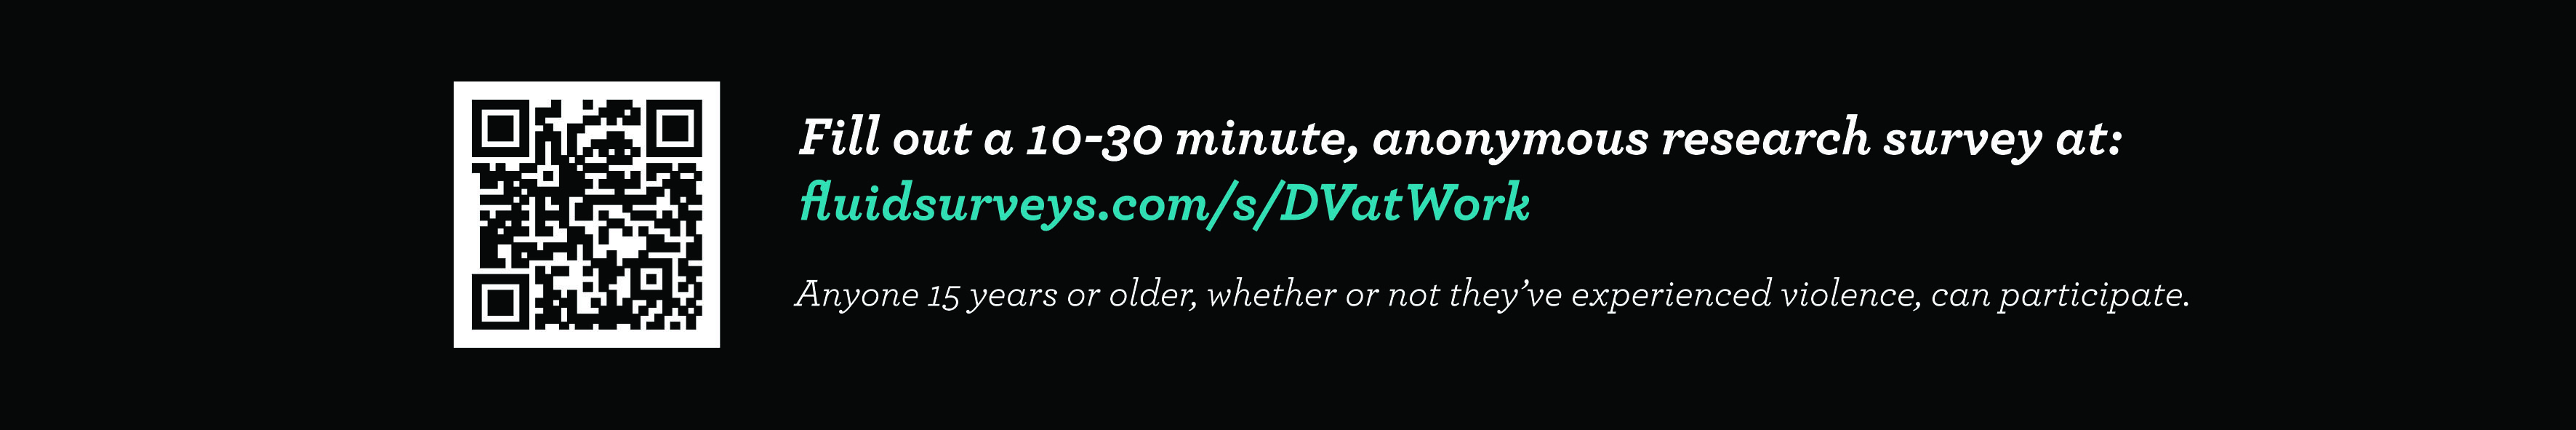 Fill out a 10-30 minute, anonymous research survey at:
fluidsurveys.com/s/DVatWork
Anyone 15 years or older, whether or not they’ve experienced violence, can participate.